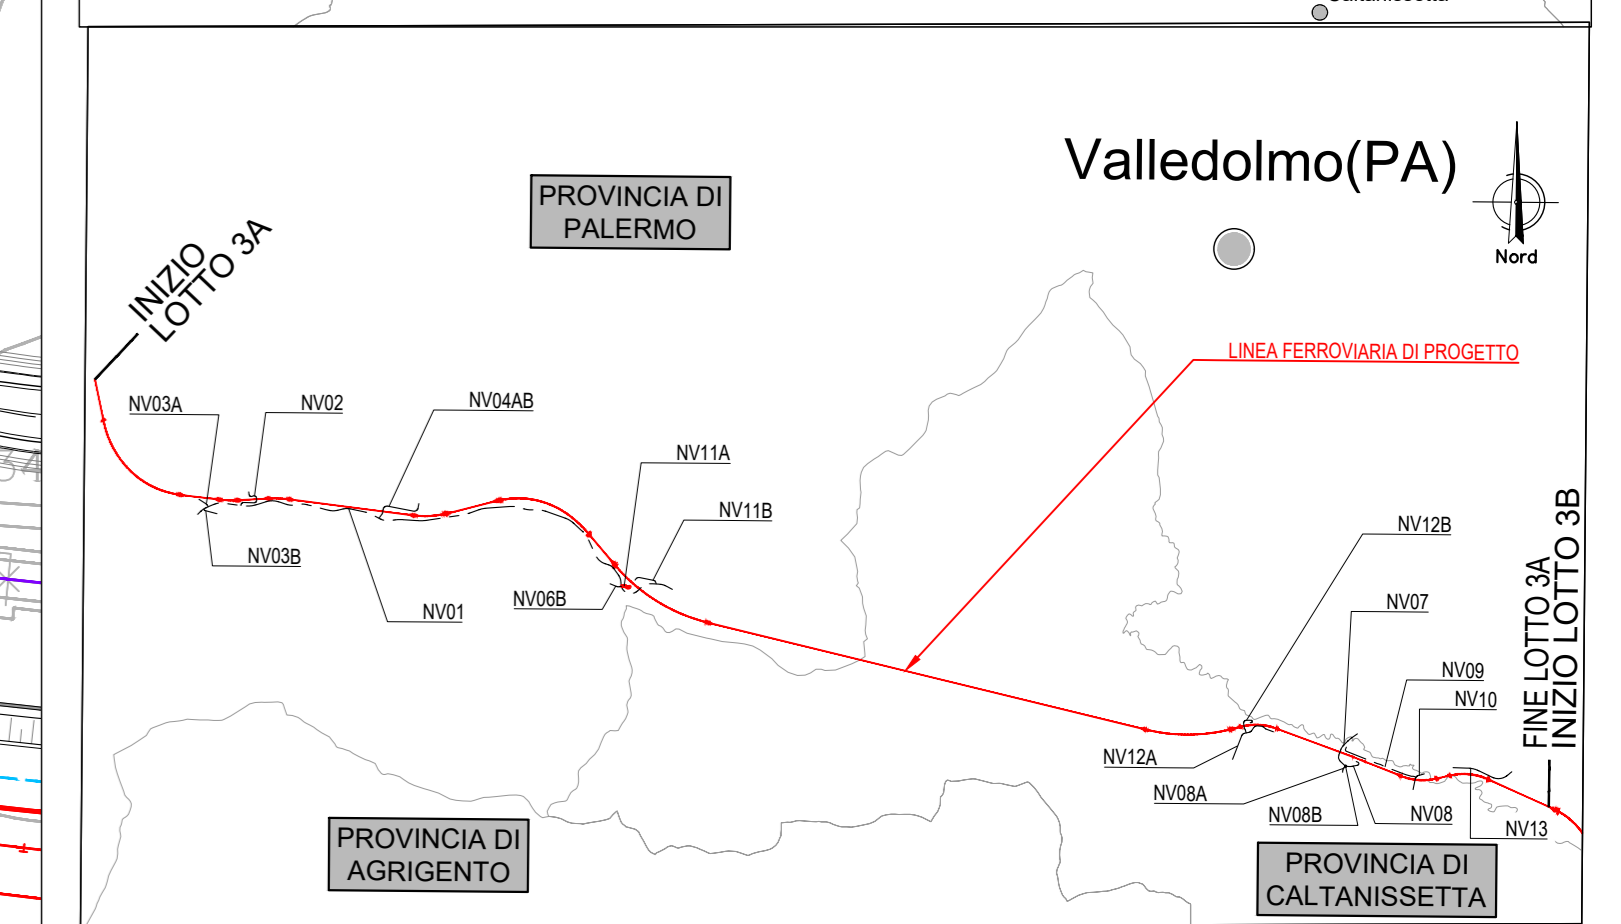 Valledolmo(PA)
PROVINCIA DI
PALERMO
Nord
INIZIO
LOTTO 3A
LINEA FERROVIARIA DI PROGETTO
NV03A
NV02
NV04AB
NV11A
NV11B
NV12B
NV03B
NV01
NV06B
NV07
NV09
NV10
FINE LOTTO 3A
INIZIO LOTTO 3B
NV12A
NV08A
NV08B
NV08
NV13
PROVINCIA DI
AGRIGENTO
PROVINCIA DI
CALTANISSETTA